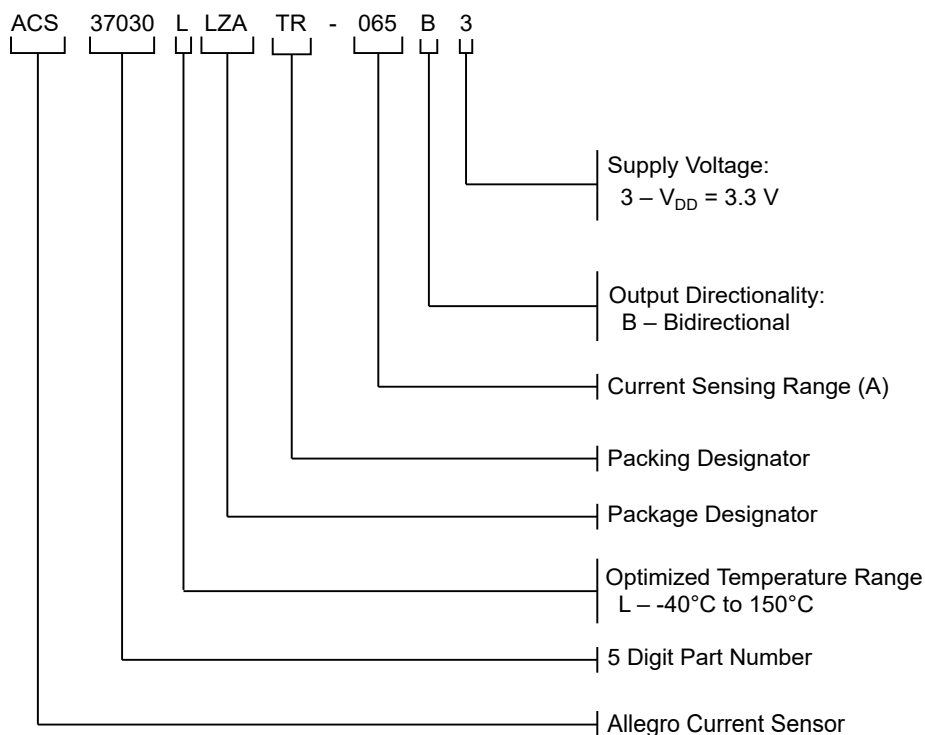 ACS 37030 L LZA TR - 065 B 3
Supply Voltage:
3 – VDD = 3.3 V
Output Directionality:
B – Bidirectional
Current Sensing Range (A)
Packing Designator
Package Designator
Optimized Temperature Range
L – -40°C to 150°C
5 Digit Part Number
Allegro Current Sensor